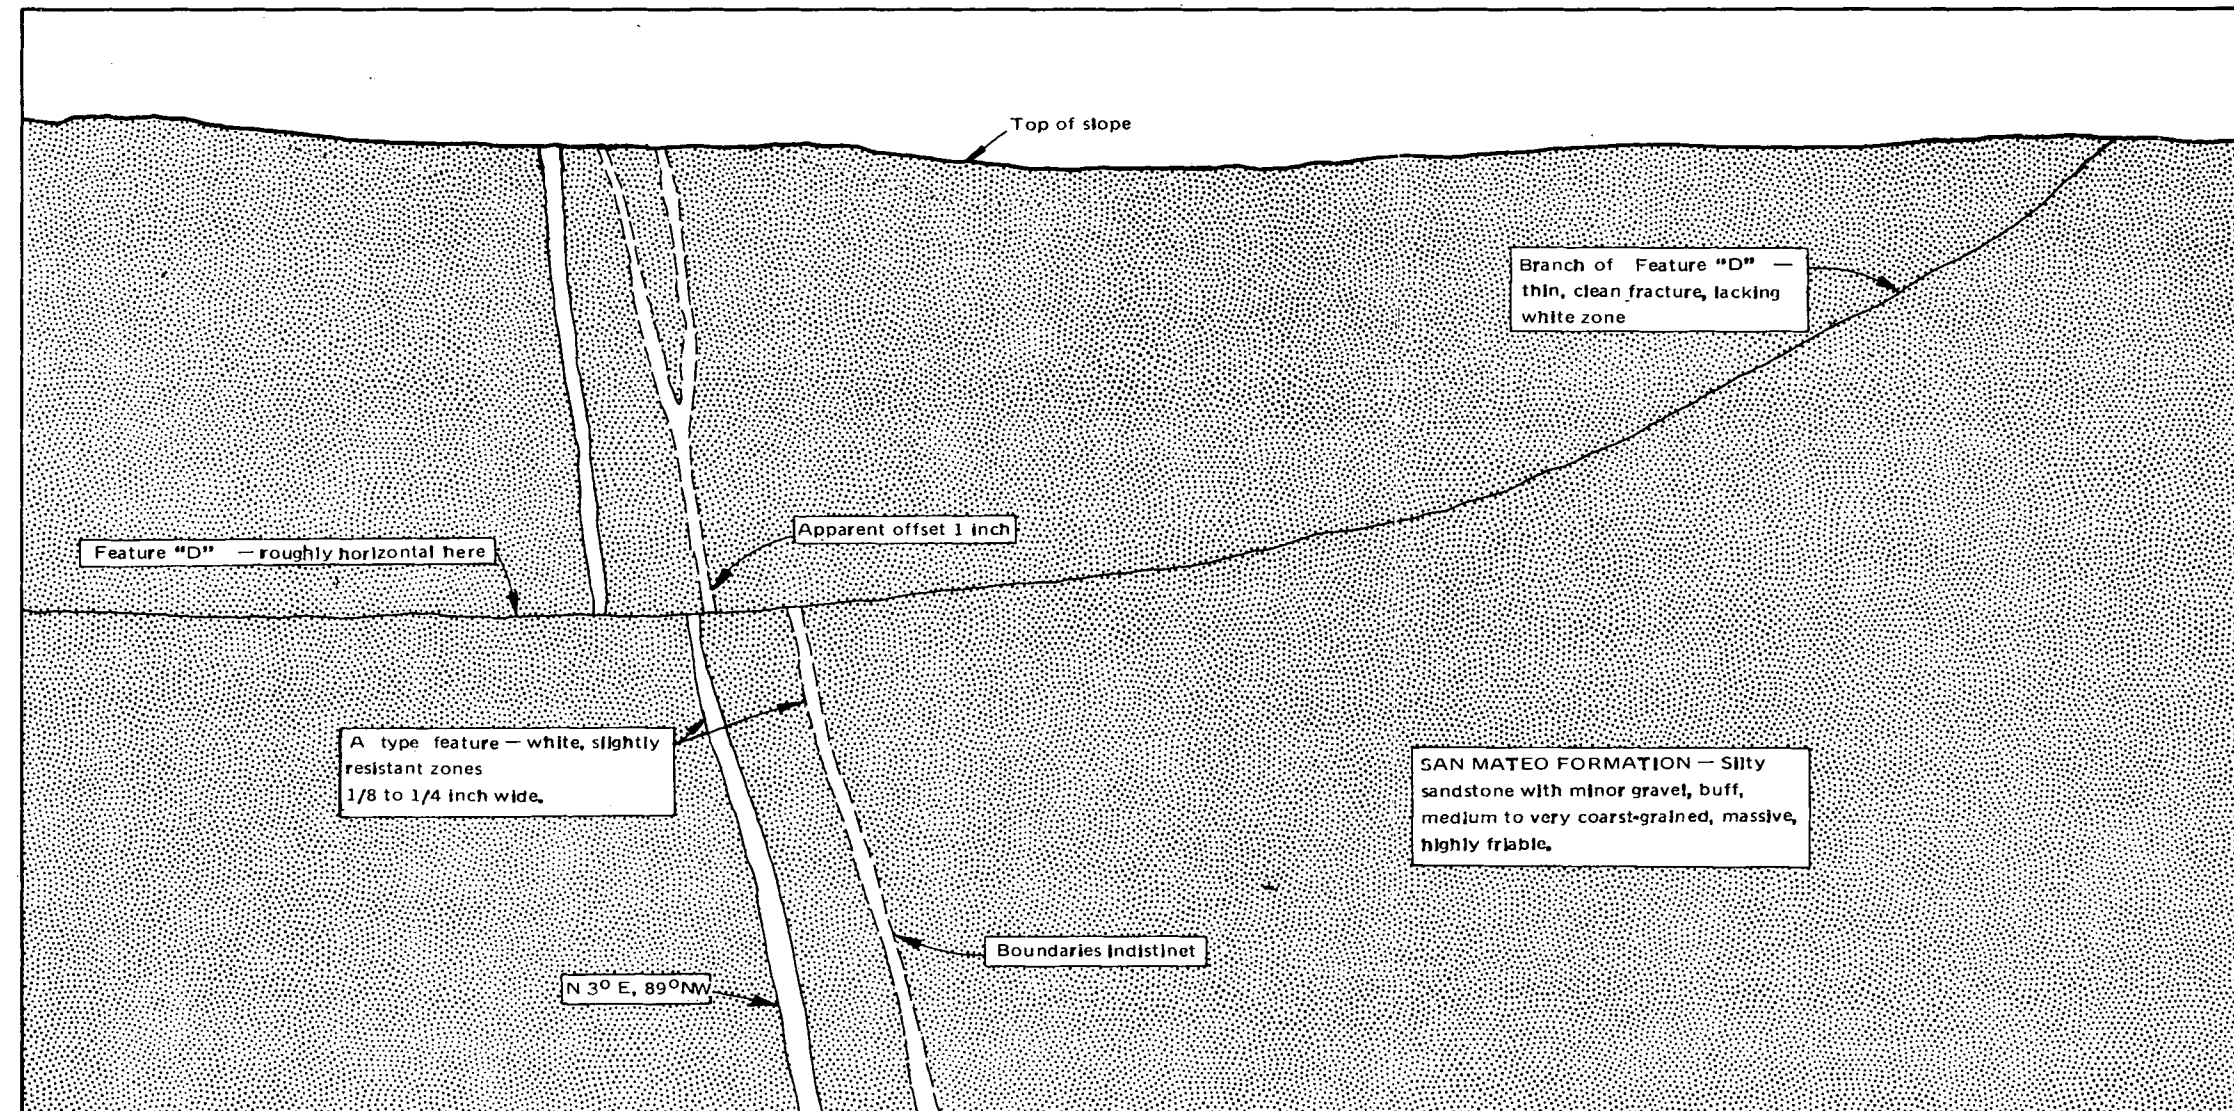 Top of slope
Branch of Feature "D" —
thin, clean fracture, lacking
white zone
Apparent offset 1 inch
Feature "D" — roughly horizontal here
A type feature — white, slightly
resistant zones
1/8 to 1/4 inch wide.
SAN MATEO FORMATION — Silty
sandstone with minor gravel, buff,
medium to very coarst-grained, massive,
highly friable.
Boundaries Indistinet
N 3° E, 89°NW